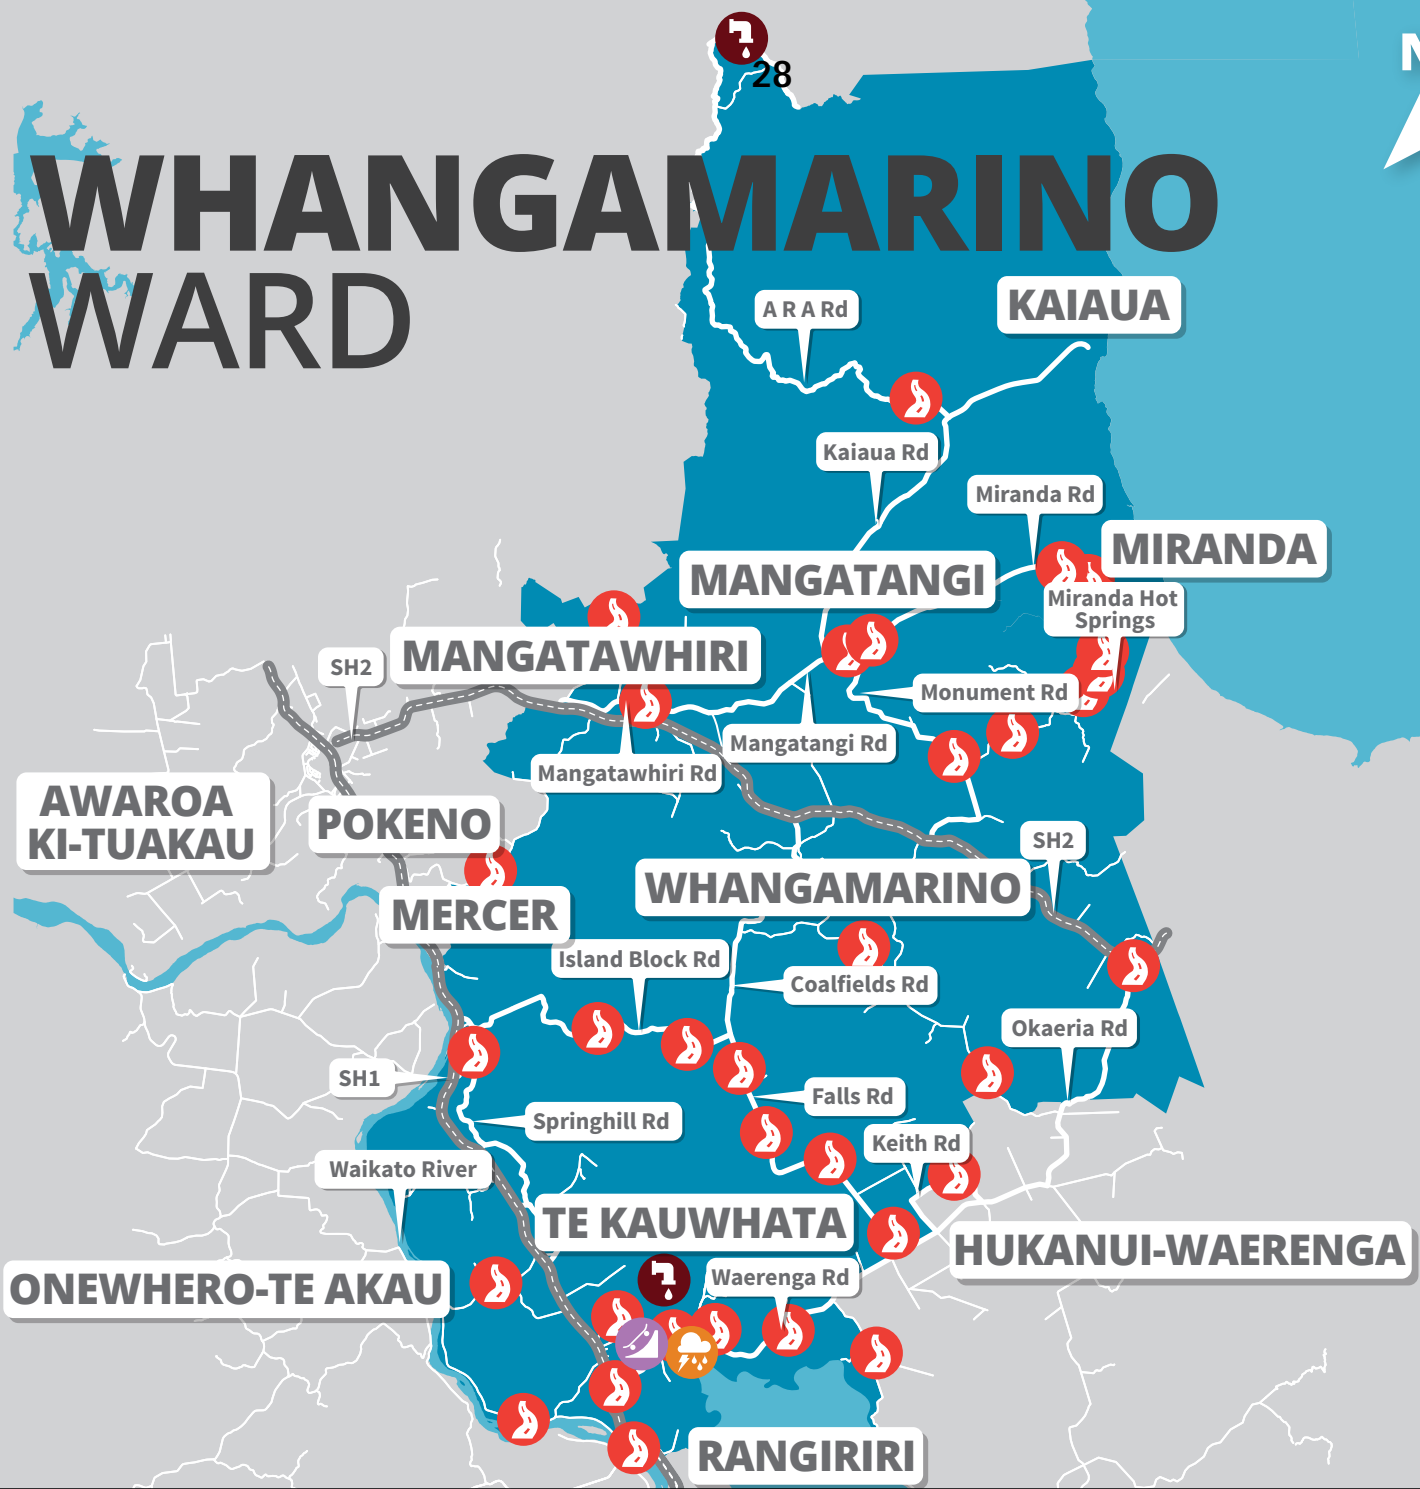 28
N
WHANGAMARINO
WARD
KAIAUA
A R A Rd
Kaiaua Rd
Miranda Rd
MIRANDA
MANGATANGI
Miranda Hot
Springs
MANGATAWHIRI
SH2
Monument Rd
Mangatangi Rd
Mangatawhiri Rd
AWAROA
KI-TUAKAU
POKENO
SH2
WHANGAMARINO
MERCER
Island Block Rd
Coalfields Rd
Okaeria Rd
SH1
Falls Rd
Springhill Rd
Keith Rd
Waikato River
TE KAUWHATA
HUKANUI-WAERENGA
Waerenga Rd
ONEWHERO-TE AKAU
RANGIRIRI